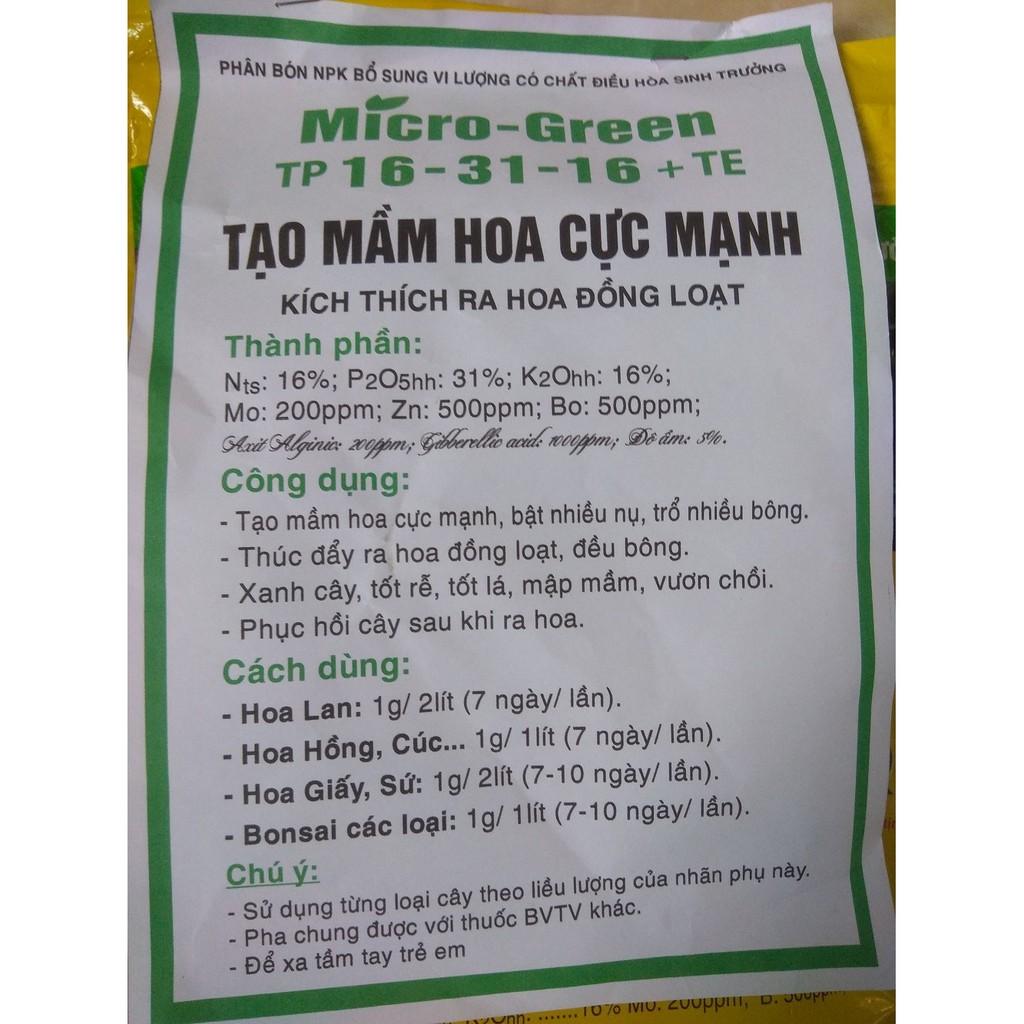 PHÂN BÓN NPK BỔ SUNG VI LƯỢNG CÓ CHẤT ĐIỀU HÒA SINH TRƯỞNG
Micro-Green
TP 16-31-16 + TE
TẠO MẦM HOA CỰC MẠNH
KÍCH THÍCH RA HOA ĐỒNG LOẠT
Thành phần:
Nts: 16%; P2O5hh: 31%; K2Ohh: 16%;
Mo: 200ppm; Zn: 500ppm; Bo: 500ppm;
Axit Alginic: 200ppm; Gibberellic acid: 1000ppm; Độ ẩm: 5%.
Công dụng:
- Tạo mầm hoa cực mạnh, bật nhiều nụ, trổ nhiều bông.
- Thúc đẩy ra hoa đồng loạt, đều bông.
- Xanh cây, tốt rễ, tốt lá, mập mầm, vươn chồi.
- Phục hồi cây sau khi ra hoa.
Cách dùng:
- Hoa Lan: 1g/ 2lít (7 ngày/ lần).
- Hoa Hồng, Cúc... 1g/ 1lít (7 ngày/ lần).
- Hoa Giấy, Sứ: 1g/ 2lít (7-10 ngày/ lần).
- Bonsai các loại: 1g/ 1lít (7-10 ngày/ lần).
Chú ý:
- Sử dụng từng loại cây theo liều lượng của nhãn phụ này.
- Pha chung được với thuốc BVTV khác.
- Để xa tầm tay trẻ em
K2Ohh: .......16% Mo: 200ppm, B: 500ppm